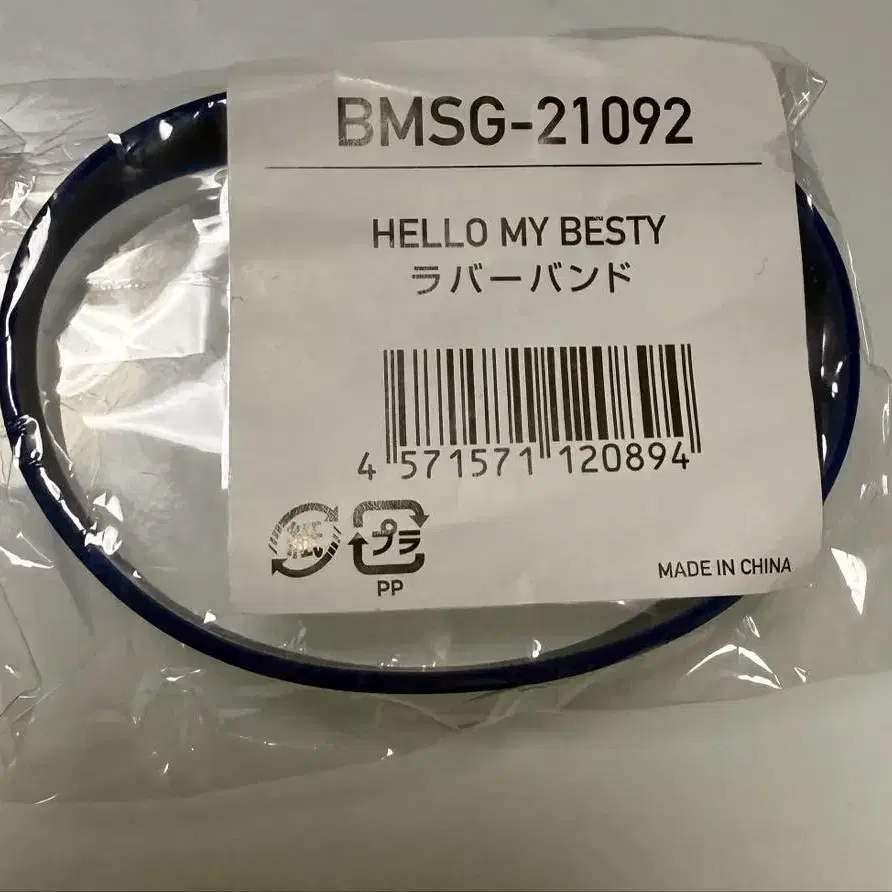 BMSG-21092
HELLO MY BESTY
ラバーバンド
4 571571 120894
紙
プラ
PP
MADE IN CHINA